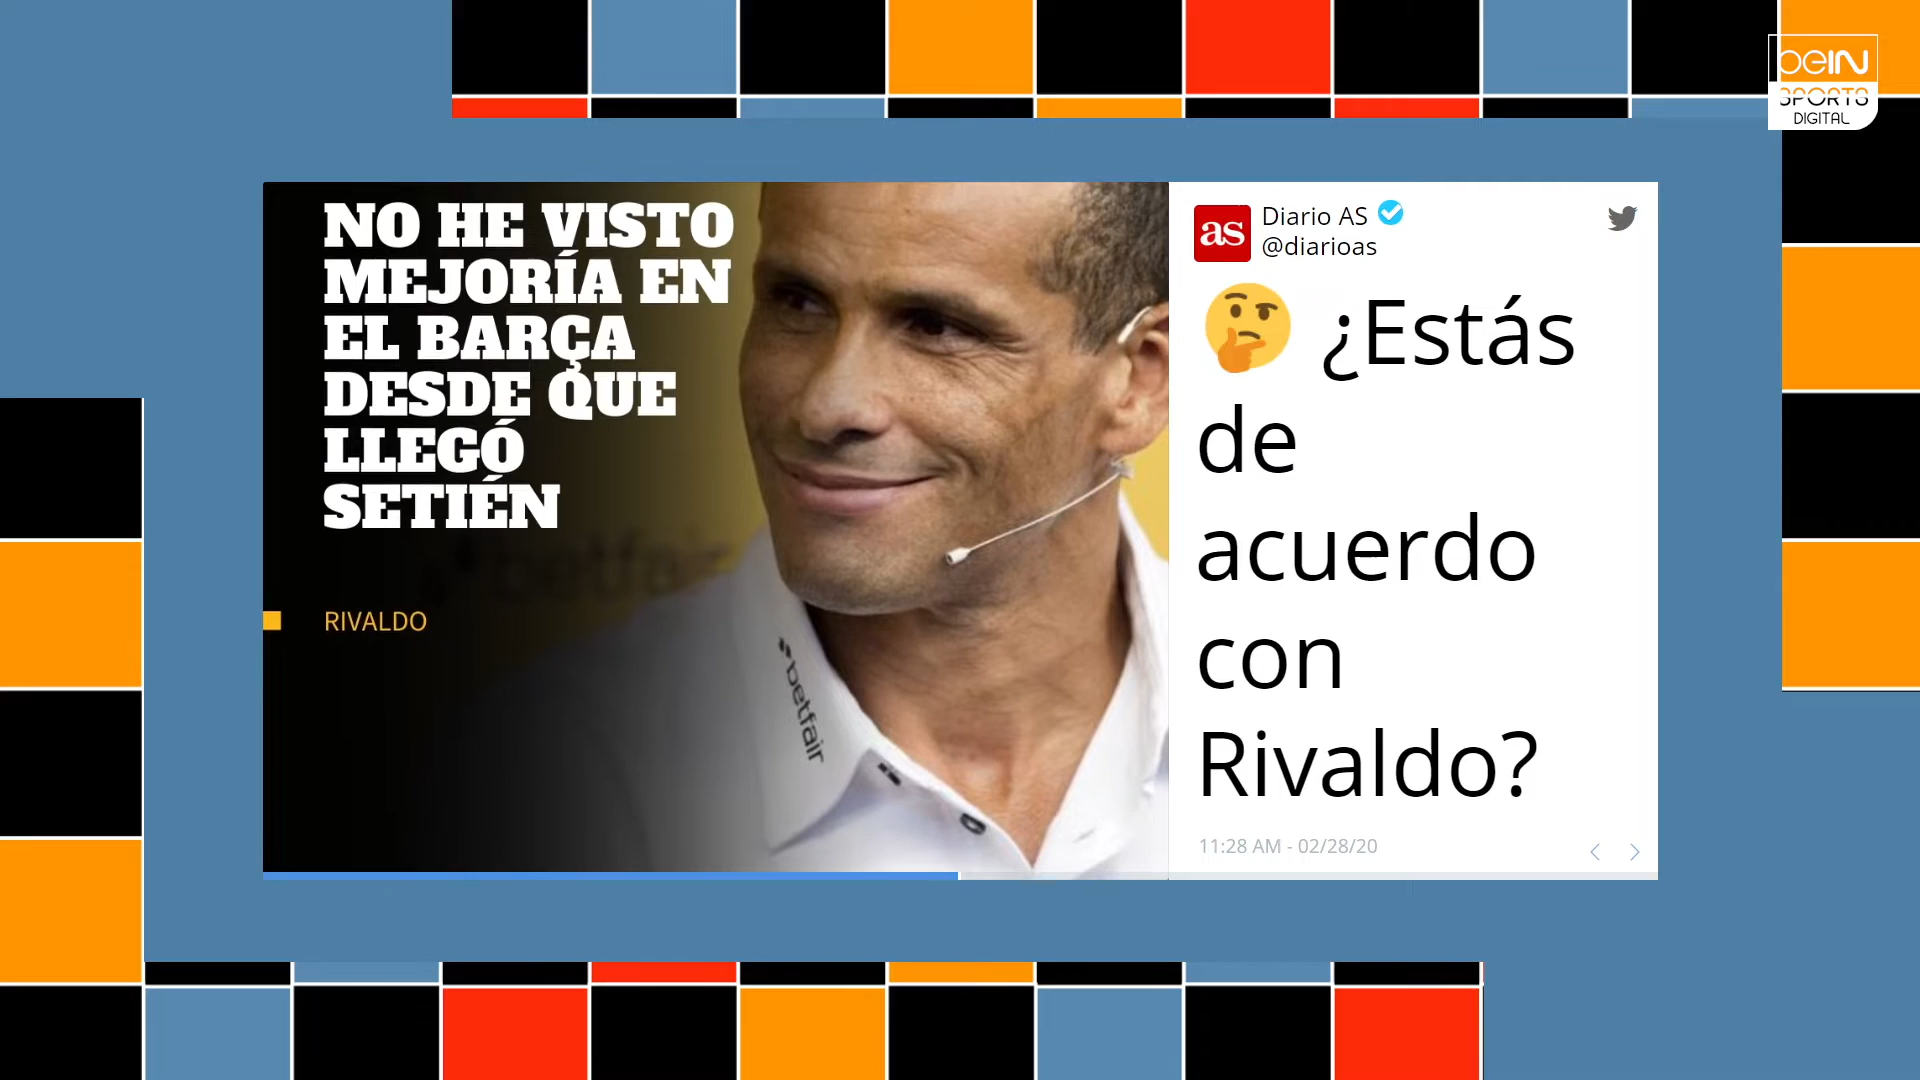 beIN
SPORTS
DIGITAL
NO HE VISTO
MEJORÍA EN
EL BARÇA
DESDE QUE
LLEGÓ
SETIÉN
RIVALDO
betfair
betfair
as
Diario AS
@diarioas
🤔 ¿Estás
de
acuerdo
con
Rivaldo?
11:28 AM - 02/28/20